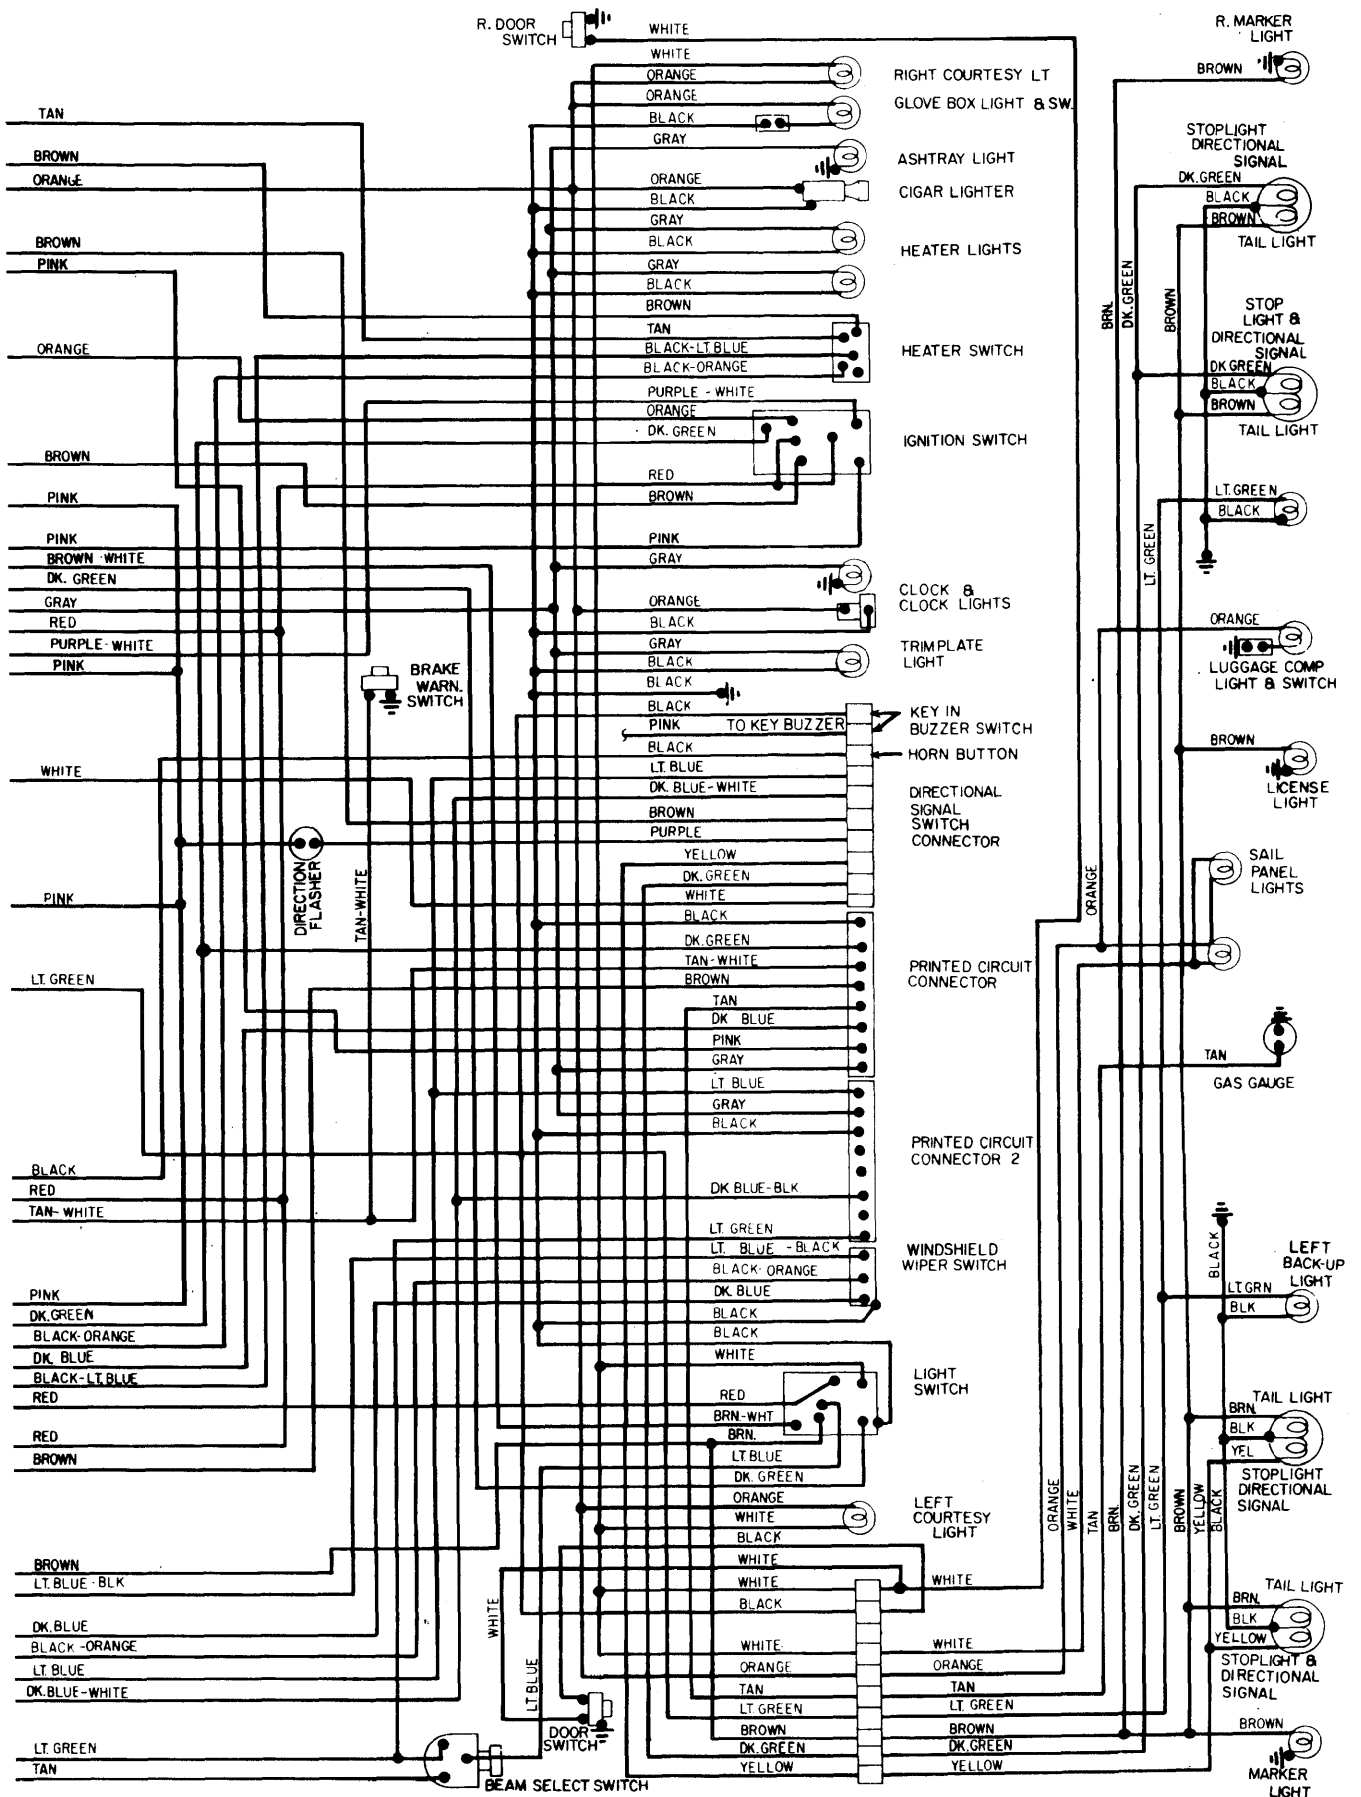 R. DOOR
SWITCH
WHITE
WHITE
ORANGE
RIGHT COURTESY LT
ORANGE
GLOVE BOX LIGHT & SW.
BLACK
GRAY
ASHTRAY LIGHT
ORANGE
CIGAR LIGHTER
BLACK
GRAY
BLACK
HEATER LIGHTS
GRAY
BLACK
BROWN
TAN
BLACK-LT.BLUE
HEATER SWITCH
BLACK-ORANGE
PURPLE - WHITE
ORANGE
DK. GREEN
IGNITION SWITCH
RED
BROWN
PINK
GRAY
CLOCK &
CLOCK LIGHTS
ORANGE
BLACK
GRAY
TRIMPLATE
LIGHT
BLACK
BLACK
BLACK
KEY IN
BUZZER SWITCH
PINK
TO KEY BUZZER
BLACK
HORN BUTTON
LT. BLUE
DK. BLUE-WHITE
DIRECTIONAL
SIGNAL
SWITCH
CONNECTOR
BROWN
PURPLE
YELLOW
DK. GREEN
WHITE
BLACK
DK.GREEN
TAN-WHITE
PRINTED CIRCUIT
CONNECTOR
BROWN
TAN
DK BLUE
PINK
GRAY
LT BLUE
GRAY
BLACK
PRINTED CIRCUIT
CONNECTOR 2
DK BLUE-BLK
LT. GREEN
LT. BLUE - BLACK
WINDSHIELD
WIPER SWITCH
BLACK-ORANGE
DK. BLUE
BLACK
BLACK
WHITE
LIGHT
SWITCH
RED
BRN.-WHT
BRN.
LT.BLUE
DK. GREEN
ORANGE
LEFT
COURTESY
LIGHT
WHITE
BLACK
WHITE
WHITE
WHITE
BLACK
WHITE
WHITE
ORANGE
ORANGE
TAN
TAN
LT. GREEN
LT. GREEN
BROWN
BROWN
DK.GREEN
DK.GREEN
YELLOW
YELLOW
TAN
BROWN
ORANGE
BROWN
PINK
ORANGE
BROWN
PINK
PINK
BROWN-WHITE
DK. GREEN
GRAY
RED
PURPLE-WHITE
PINK
BRAKE
WARN.
SWITCH
WHITE
DIRECTION
FLASHER
TAN-WHITE
PINK
LT. GREEN
BLACK
RED
TAN-WHITE
PINK
DK.GREEN
BLACK-ORANGE
DK. BLUE
BLACK-LT.BLUE
RED
RED
BROWN
BROWN
LT. BLUE-BLK
DK.BLUE
BLACK-ORANGE
LT. BLUE
DK.BLUE-WHITE
LT. GREEN
TAN
WHITE
LT BLUE
DOOR
SWITCH
BEAM SELECT SWITCH
R. MARKER
LIGHT
BROWN
STOPLIGHT
DIRECTIONAL
SIGNAL
DK.GREEN
BLACK
BROWN
TAIL LIGHT
BRN.
DK.GREEN
BROWN
STOP
LIGHT &
DIRECTIONAL
SIGNAL
DK GREEN
BLACK
BROWN
TAIL LIGHT
LT.GREEN
BLACK
LT. GREEN
ORANGE
LUGGAGE COMP
LIGHT & SWITCH
BROWN
LICENSE
LIGHT
SAIL
PANEL
LIGHTS
ORANGE
TAN
GAS GAUGE
BLACK
LEFT
BACK-UP
LIGHT
LT.GRN
BLK
TAIL LIGHT
BRN.
BLK
YEL
STOPLIGHT
DIRECTIONAL
SIGNAL
ORANGE
WHITE
TAN
BRN.
DK.GREEN
LT.GREEN
BROWN
YELLOW
BLACK
TAIL LIGHT
BRN.
BLK
YELLOW
STOPLIGHT &
DIRECTIONAL
SIGNAL
BROWN
MARKER
LIGHT